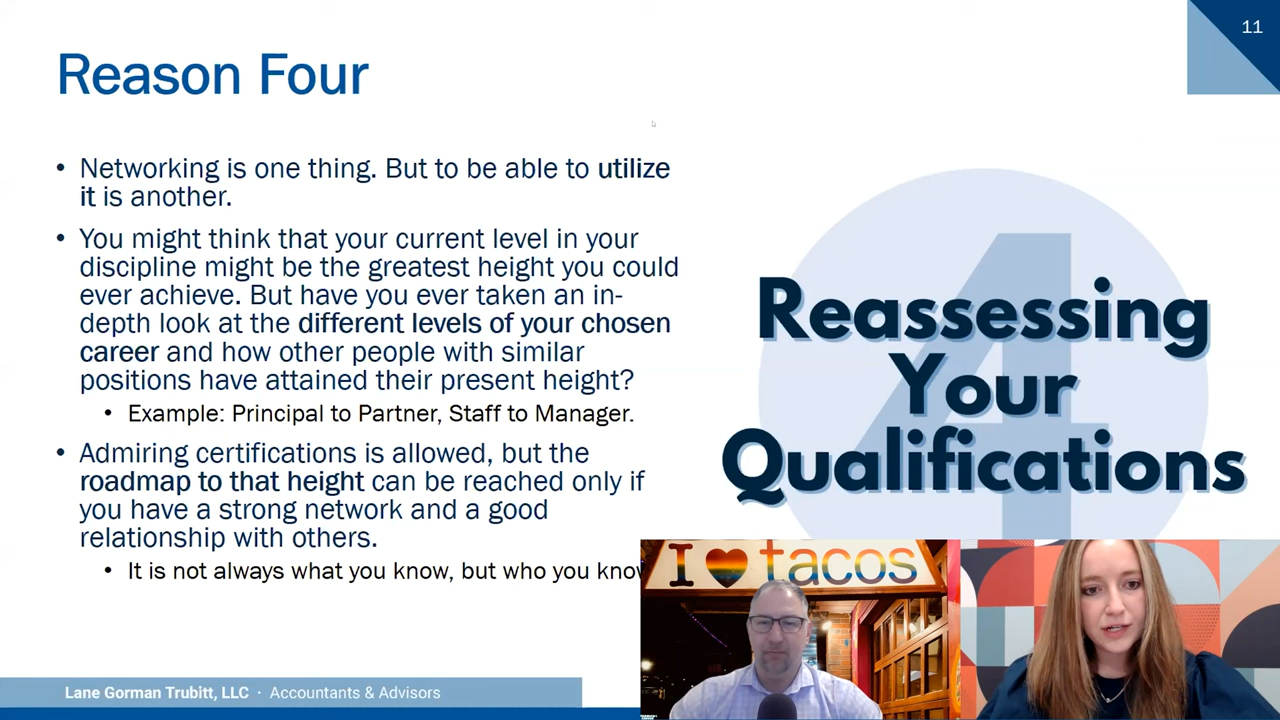 11
Reason Four
• Networking is one thing. But to be able to utilize
it is another.
• You might think that your current level in your
discipline might be the greatest height you could
ever achieve. But have you ever taken an in-
depth look at the different levels of your chosen
career and how other people with similar
positions have attained their present height?
• Example: Principal to Partner, Staff to Manager.
• Admiring certifications is allowed, but the
roadmap to that height can be reached only if
you have a strong network and a good
relationship with others.
• It is not always what you know, but who you
4
Reassessing
Your
Qualifications
I ❤ tacos
Lane Gorman Trubitt, LLC · Accountants & Advisors